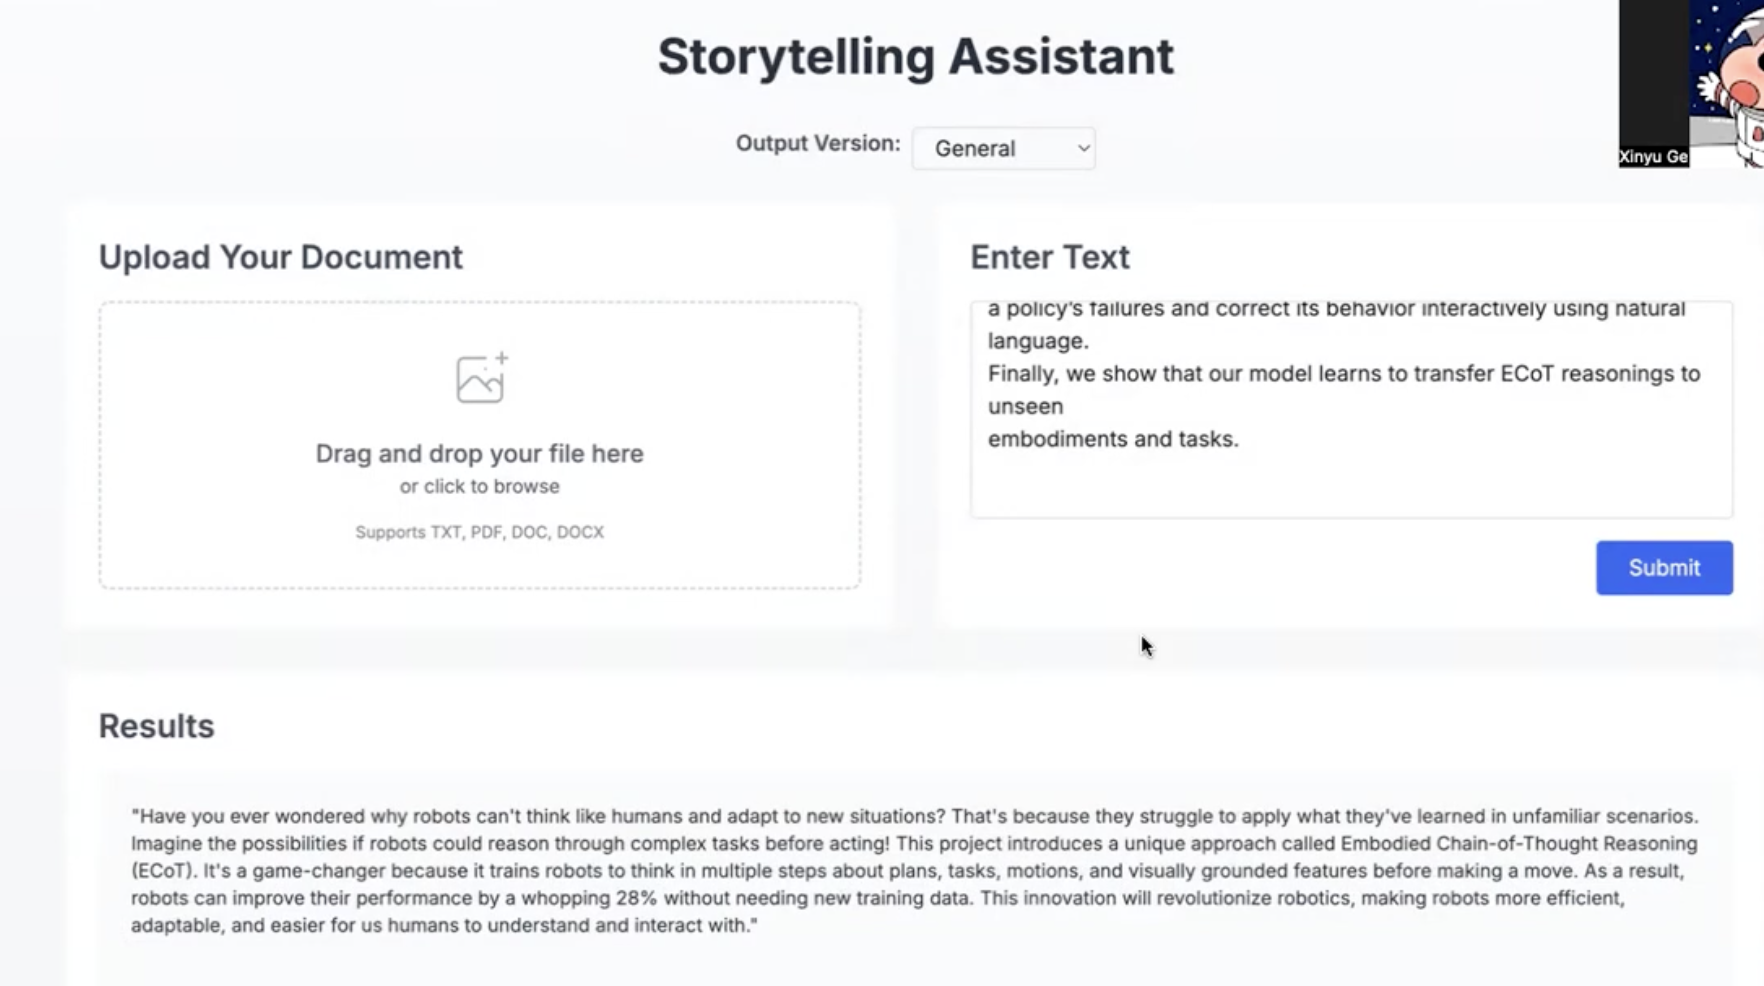 Storytelling Assistant
Output Version:
General
Xinyu Ge
Upload Your Document
Drag and drop your file here
or click to browse
Supports TXT, PDF, DOC, DOCX
Enter Text
a policy's failures and correct its behavior interactively using natural
language.
Finally, we show that our model learns to transfer ECoT reasonings to
unseen
embodiments and tasks.
Submit
Results
"Have you ever wondered why robots can't think like humans and adapt to new situations? That's because they struggle to apply what they've learned in unfamiliar scenarios.
Imagine the possibilities if robots could reason through complex tasks before acting! This project introduces a unique approach called Embodied Chain-of-Thought Reasoning
(ECoT). It's a game-changer because it trains robots to think in multiple steps about plans, tasks, motions, and visually grounded features before making a move. As a result,
robots can improve their performance by a whopping 28% without needing new training data. This innovation will revolutionize robotics, making robots more efficient,
adaptable, and easier for us humans to understand and interact with."